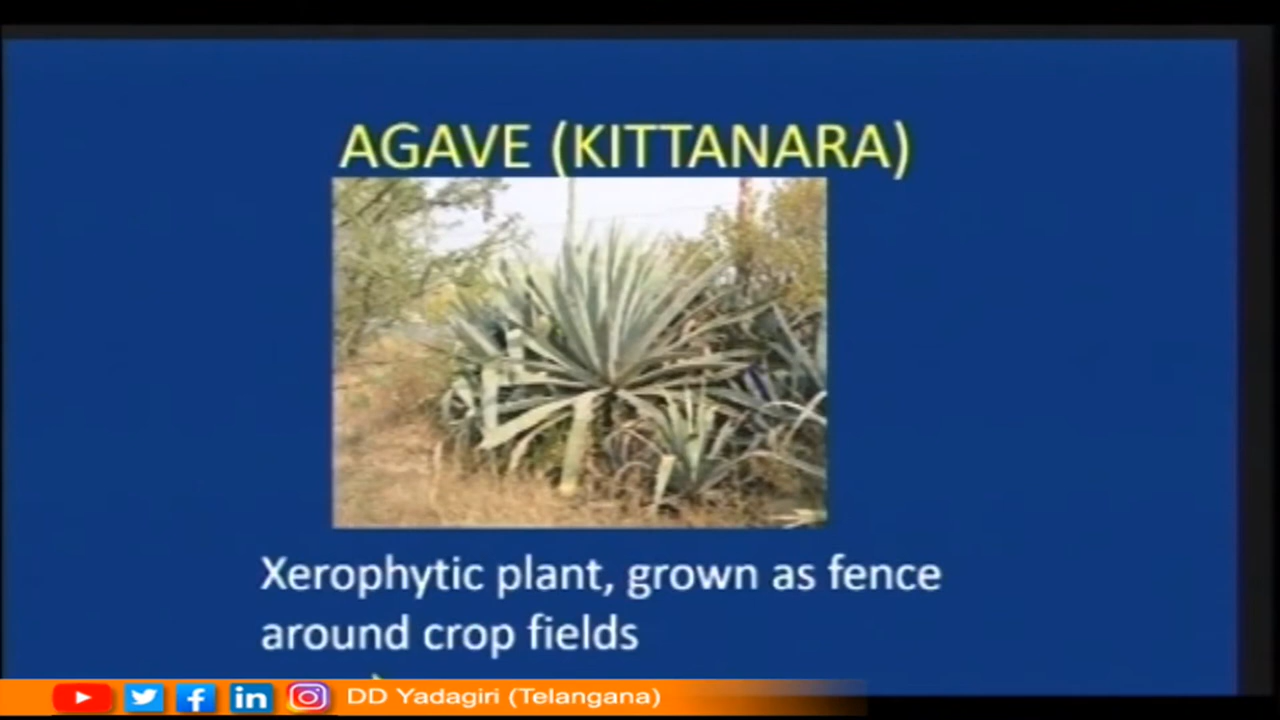 AGAVE (KITTANARA)
Xerophytic plant, grown as fence
around crop fields
DD Yadagiri (Telangana)